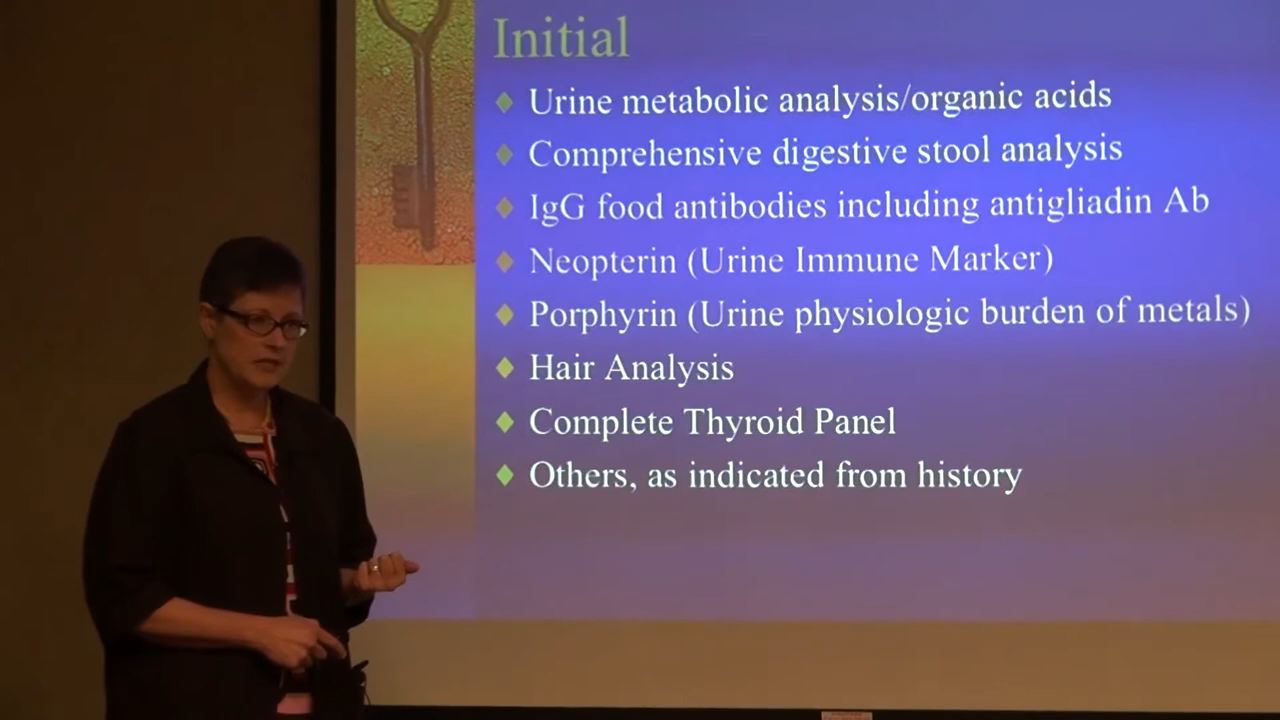 Initial
Urine metabolic analysis/organic acids
Comprehensive digestive stool analysis
IgG food antibodies including antigliadin Ab
Neopterin (Urine Immune Marker)
Porphyrin (Urine physiologic burden of metals)
Hair Analysis
Complete Thyroid Panel
Others, as indicated from history